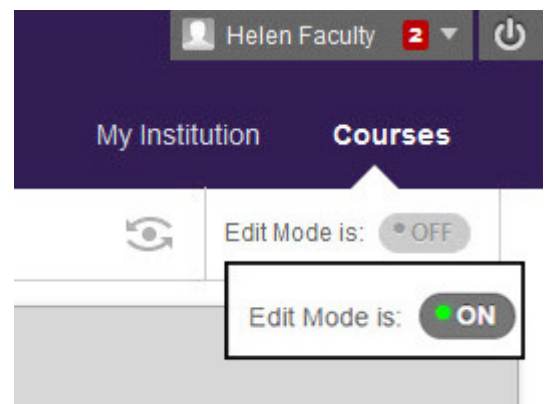 Helen Faculty 2
My Institution Courses
Edit Mode is: OFF
Edit Mode is: ON